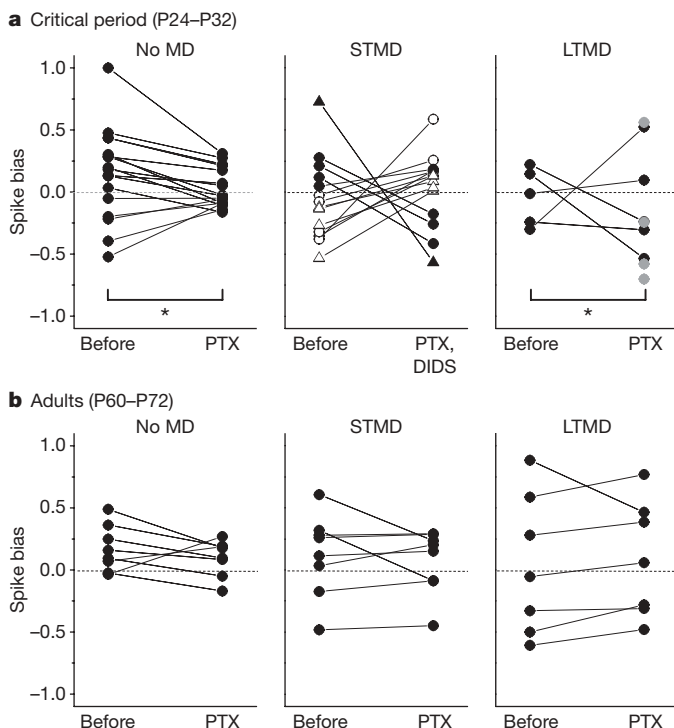 a Critical period (P24–P32)
No MD STMD LTMD
1.0
0.5
0.0
−0.5
−1.0
Spike bias
*
*
Before PTX Before PTX, DIDS Before PTX
b Adults (P60–P72)
No MD STMD LTMD
1.0
0.5
0.0
−0.5
−1.0
Spike bias
Before PTX Before PTX Before PTX